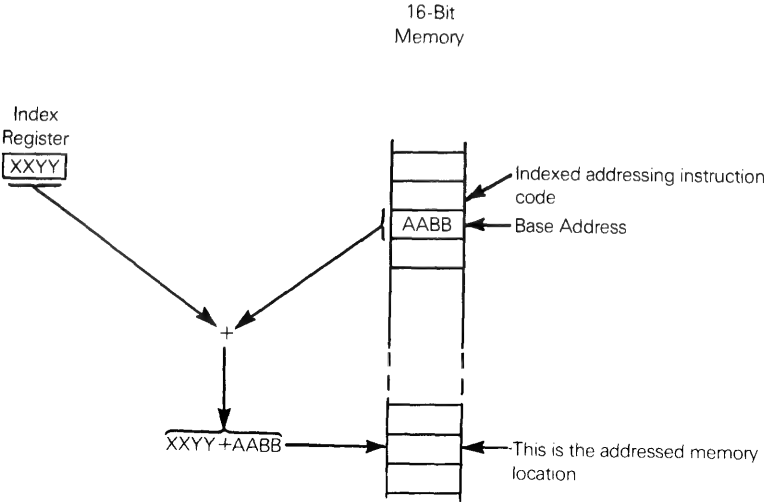 16-Bit
Memory
Index
Register
XXYY
Indexed addressing instruction
code
AABB
Base Address
+
XXYY+AABB
This is the addressed memory
location